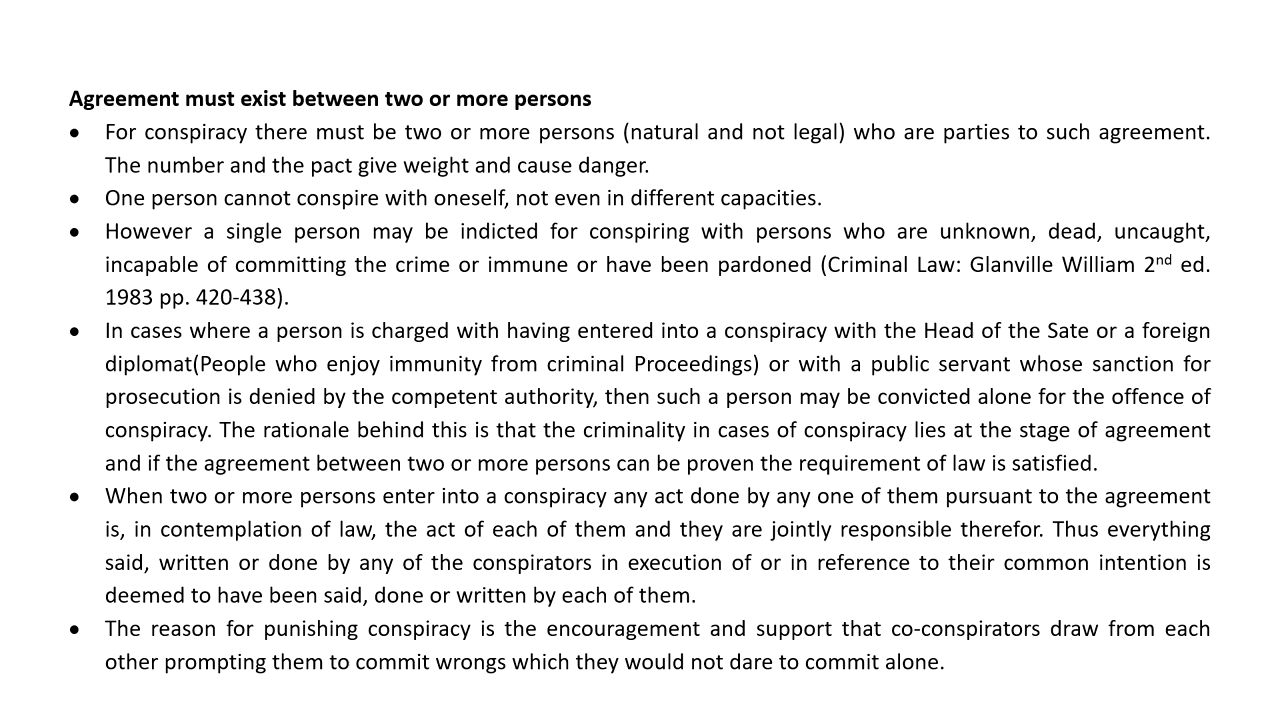 Agreement must exist between two or more persons
• For conspiracy there must be two or more persons (natural and not legal) who are parties to such agreement.
The number and the pact give weight and cause danger.
• One person cannot conspire with oneself, not even in different capacities.
• However a single person may be indicted for conspiring with persons who are unknown, dead, uncaught,
incapable of committing the crime or immune or have been pardoned (Criminal Law: Glanville William 2nd ed.
1983 pp. 420-438).
• In cases where a person is charged with having entered into a conspiracy with the Head of the Sate or a foreign
diplomat(People who enjoy immunity from criminal Proceedings) or with a public servant whose sanction for
prosecution is denied by the competent authority, then such a person may be convicted alone for the offence of
conspiracy. The rationale behind this is that the criminality in cases of conspiracy lies at the stage of agreement
and if the agreement between two or more persons can be proven the requirement of law is satisfied.
• When two or more persons enter into a conspiracy any act done by any one of them pursuant to the agreement
is, in contemplation of law, the act of each of them and they are jointly responsible therefor. Thus everything
said, written or done by any of the conspirators in execution of or in reference to their common intention is
deemed to have been said, done or written by each of them.
• The reason for punishing conspiracy is the encouragement and support that co-conspirators draw from each
other prompting them to commit wrongs which they would not dare to commit alone.